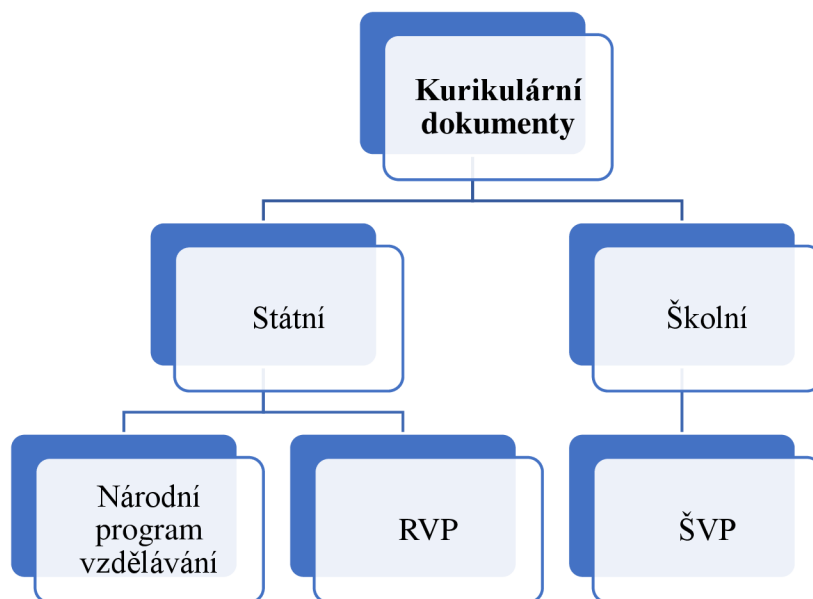 Kurikulární
dokumenty
Státní
Školní
Národní
program
vzdělávání
RVP
ŠVP